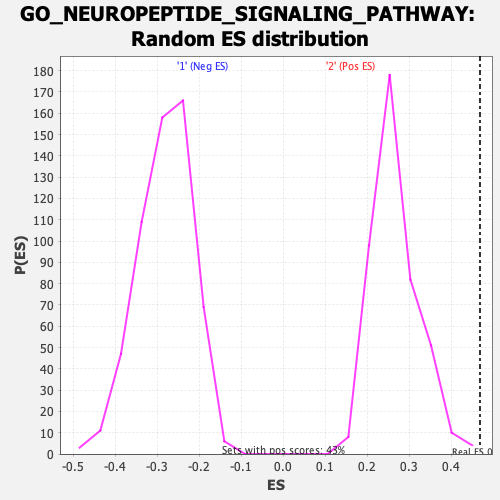 GO_NEUROPEPTIDE_SIGNALING_PATHWAY:
Random ES distribution
'1' (Neg ES)
'2' (Pos ES)
180
170
160
150
140
130
120
110
100
90
80
70
60
50
40
30
20
10
0
P(ES)
Sets with pos scores: 43%
Real ES 0
-0.5 -0.4 -0.3 -0.2 -0.1 0.0 0.1 0.2 0.3 0.4
ES